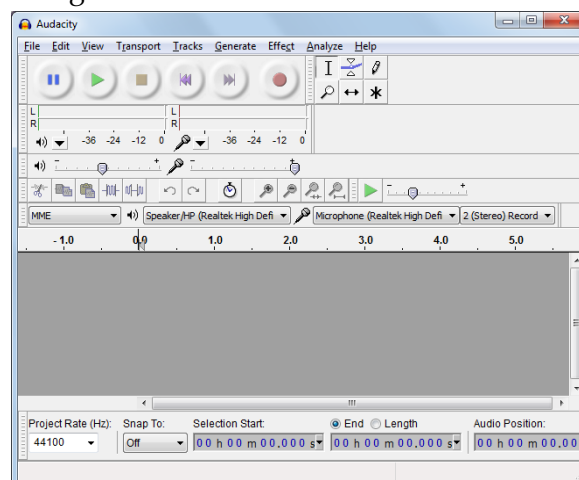 Audacity
File Edit View Transport Tracks Generate Effect Analyze Help
L
R
L
R
-36 -24 -12 0 -36 -24 -12 0
- + - +
- +
MME Speaker/HP (Realtek High Defi Microphone (Realtek High Defi 2 (Stereo) Record
- 1.0 0.0 1.0 2.0 3.0 4.0 5.0
Project Rate (Hz): Snap To: Selection Start: End Length Audio Position:
44100 Off 00 h 00 m 00.000 s 00 h 00 m 00.000 s 00 h 00 m 00.00